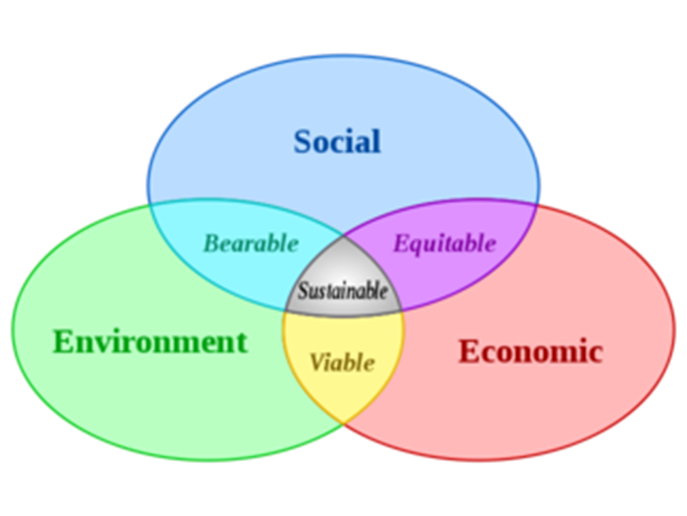 Social
Bearable
Equitable
Sustainable
Environment
Viable
Economic